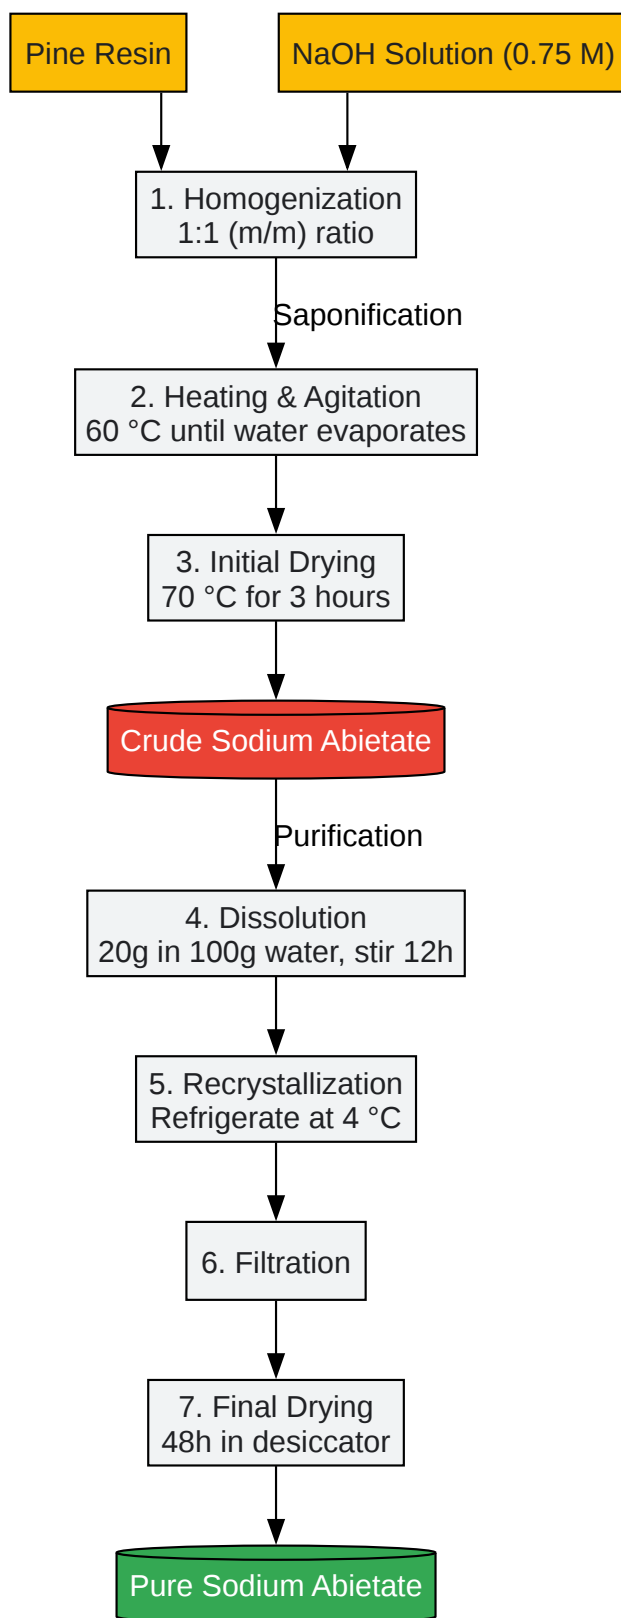 Pine Resin
NaOH Solution (0.75 M)
1. Homogenization
1:1 (m/m) ratio
Saponification
2. Heating & Agitation
60 °C until water evaporates
3. Initial Drying
70 °C for 3 hours
Crude Sodium Abietate
Purification
4. Dissolution
20g in 100g water, stir 12h
5. Recrystallization
Refrigerate at 4 °C
6. Filtration
7. Final Drying
48h in desiccator
Pure Sodium Abietate